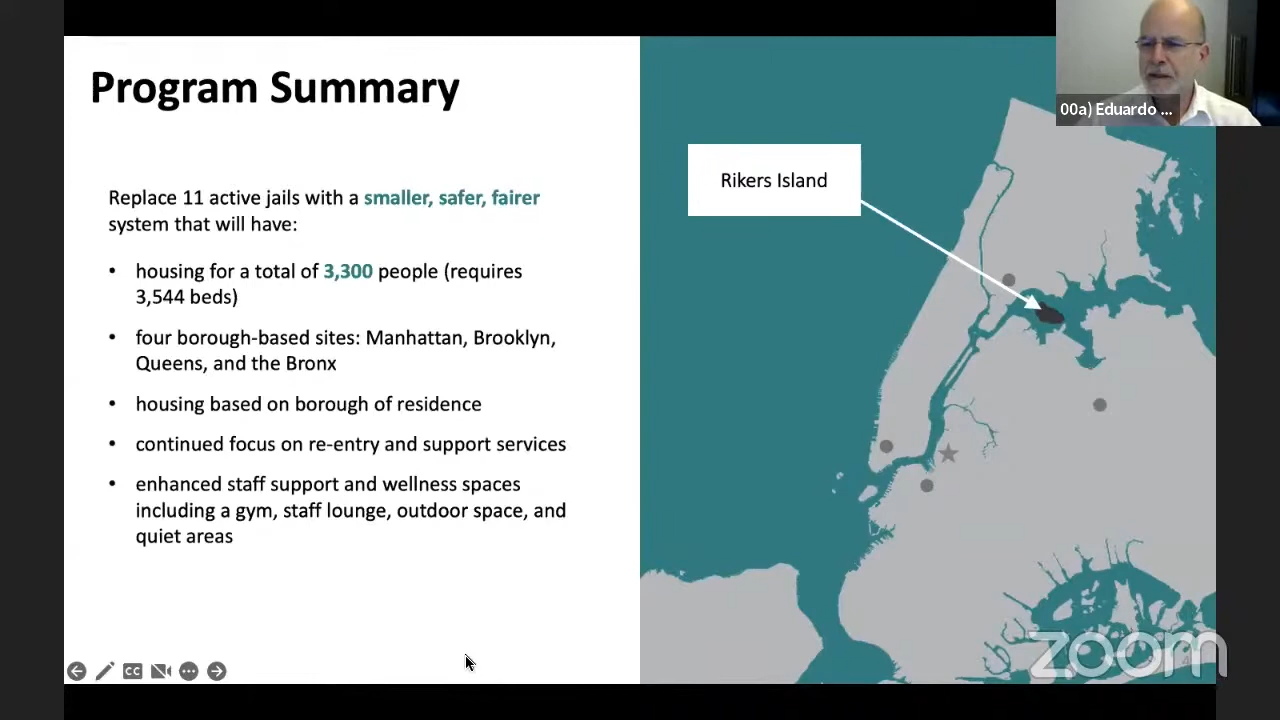 Program Summary
Replace 11 active jails with a smaller, safer, fairer
system that will have:
• housing for a total of 3,300 people (requires
3,544 beds)
• four borough-based sites: Manhattan, Brooklyn,
Queens, and the Bronx
• housing based on borough of residence
• continued focus on re-entry and support services
• enhanced staff support and wellness spaces
including a gym, staff lounge, outdoor space, and
quiet areas
Rikers Island
00a) Eduardo ...
CC
zoom
4